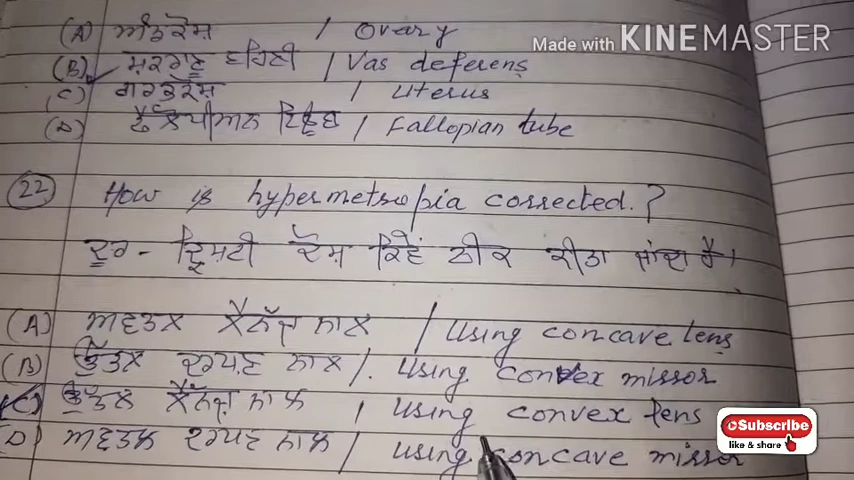 (A) ਅੰਡਕੋਸ਼ / Ovary
Made with KINEMASTER
(B) ਸ਼ੁਕਰਾਣੂ ਵਹਿਣੀ / Vas deferens
(C) ਗਰਭਕੋਸ਼ / Uterus
(D) ਫੈਲੋਪੀਅਨ ਟਿਊਬ / Fallopian tube
(22) How is hypermetropia corrected?
ਦੂਰ - ਦ੍ਰਿਸ਼ਟੀ ਦੋਸ਼ ਕਿਵੇਂ ਠੀਕ ਕੀਤਾ ਜਾਂਦਾ ਹੈ।
(A) ਅਵਤਲ ਲੈਨੱਜ ਨਾਲ / Using concave lens
(B) ਉੱਤਲ ਦਰਪਣ ਨਾਲ / Using convex mirror
(C) ਉੱਤਲ ਲੈਨੱਜ ਨਾਲ / Using convex lens
D) ਅਵਤਲ ਦਰਪਣ ਨਾਲ / Using concave mirror
Subscribe
like & share